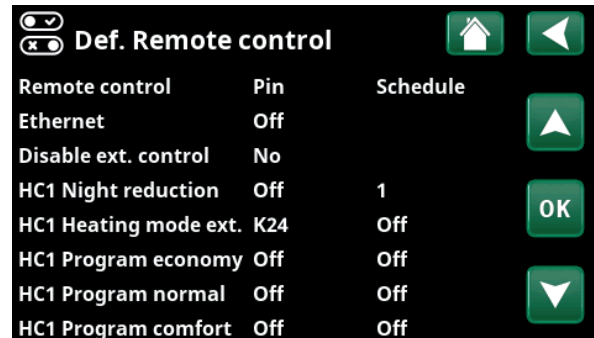 Def. Remote control
Remote control Pin Schedule
Ethernet Off
Disable ext. control No
HC1 Night reduction Off 1
OK
HC1 Heating mode ext. K24 Off
HC1 Program economy Off Off
HC1 Program normal Off Off
HC1 Program comfort Off Off